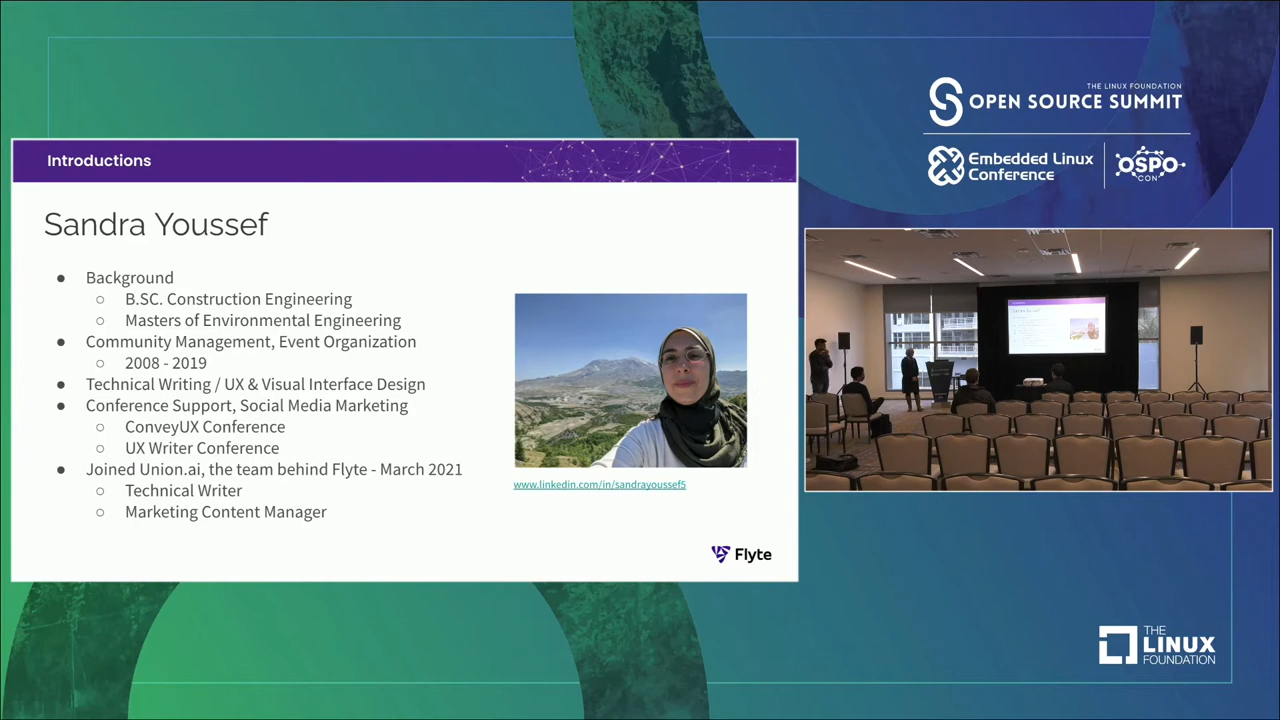 THE LINUX FOUNDATION
OPEN SOURCE SUMMIT
Embedded Linux
Conference
OSPO
CON
Introductions
Sandra Youssef
● Background
○ B.SC. Construction Engineering
○ Masters of Environmental Engineering
● Community Management, Event Organization
○ 2008 - 2019
● Technical Writing / UX & Visual Interface Design
● Conference Support, Social Media Marketing
○ ConveyUX Conference
○ UX Writer Conference
● Joined Union.ai, the team behind Flyte - March 2021
○ Technical Writer
○ Marketing Content Manager
www.linkedin.com/in/sandrayoussef5
Flyte
THE
LINUX
FOUNDATION